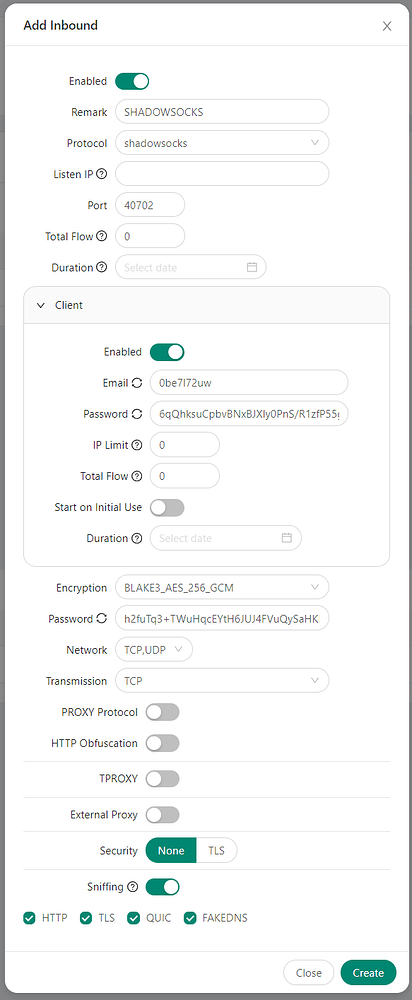 Add Inbound
Enabled
Remark SHADOWSOCKS
Protocol shadowsocks
Listen IP
Port 40702
Total Flow 0
Duration Select date
Client
Enabled
Email 0be7l72uw
Password 6qQhksuCpbvBNxBJXIy0PnS/R1zfP55g
IP Limit 0
Total Flow 0
Start on Initial Use
Duration Select date
Encryption BLAKE3_AES_256_GCM
Password h2fuTq3+TWuHqcEYtH6JUJ4FVuQySaHK
Network TCP,UDP
Transmission TCP
PROXY Protocol
HTTP Obfuscation
TPROXY
External Proxy
Security None TLS
Sniffing
HTTP TLS QUIC FAKEDNS
Close Create